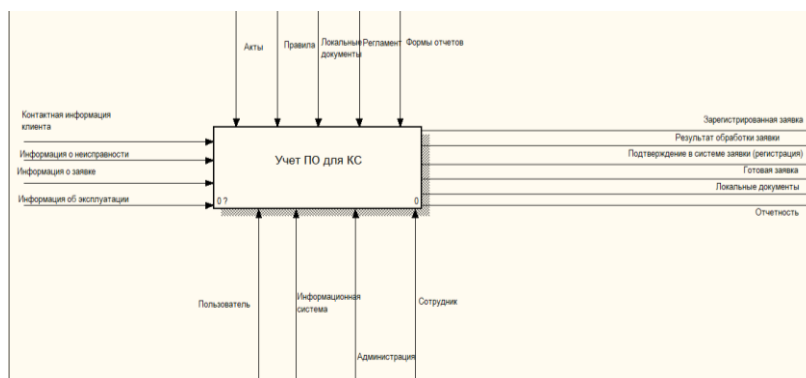 Акты
Правила
Локальные
документы
Регламент
Формы отчетов
Контактная информация
клиента
Информация о неисправности
Информация о заявке
Информация об эксплуатации
Учет ПО для КС
0 ?
0
Зарегистрированная заявка
Результат обработки заявки
Подтверждение в системе заявки (регистрация)
Готовая заявка
Локальные документы
Отчетность
Пользователь
Информационная
система
Администрация
Сотрудник